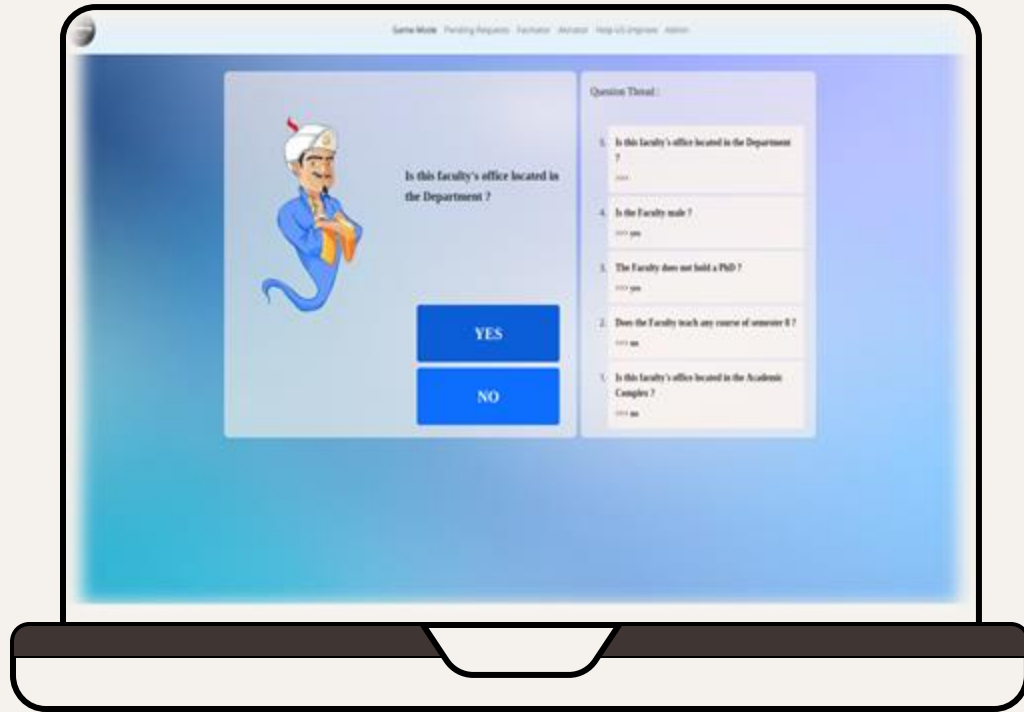 Game Mode Pending Requests Facinator Akinator Help US Improve Admin
Is this faculty's office located in
the Department ?
YES
NO
Question Thread :
5. Is this faculty's office located in the Department
?
>>>
4. Is the Faculty male ?
>>> yes
3. The Faculty does not hold a PhD ?
>>> yes
2. Does the Faculty teach any course of semester 8 ?
>>> no
1. Is this faculty's office located in the Academic
Complex ?
>>> no